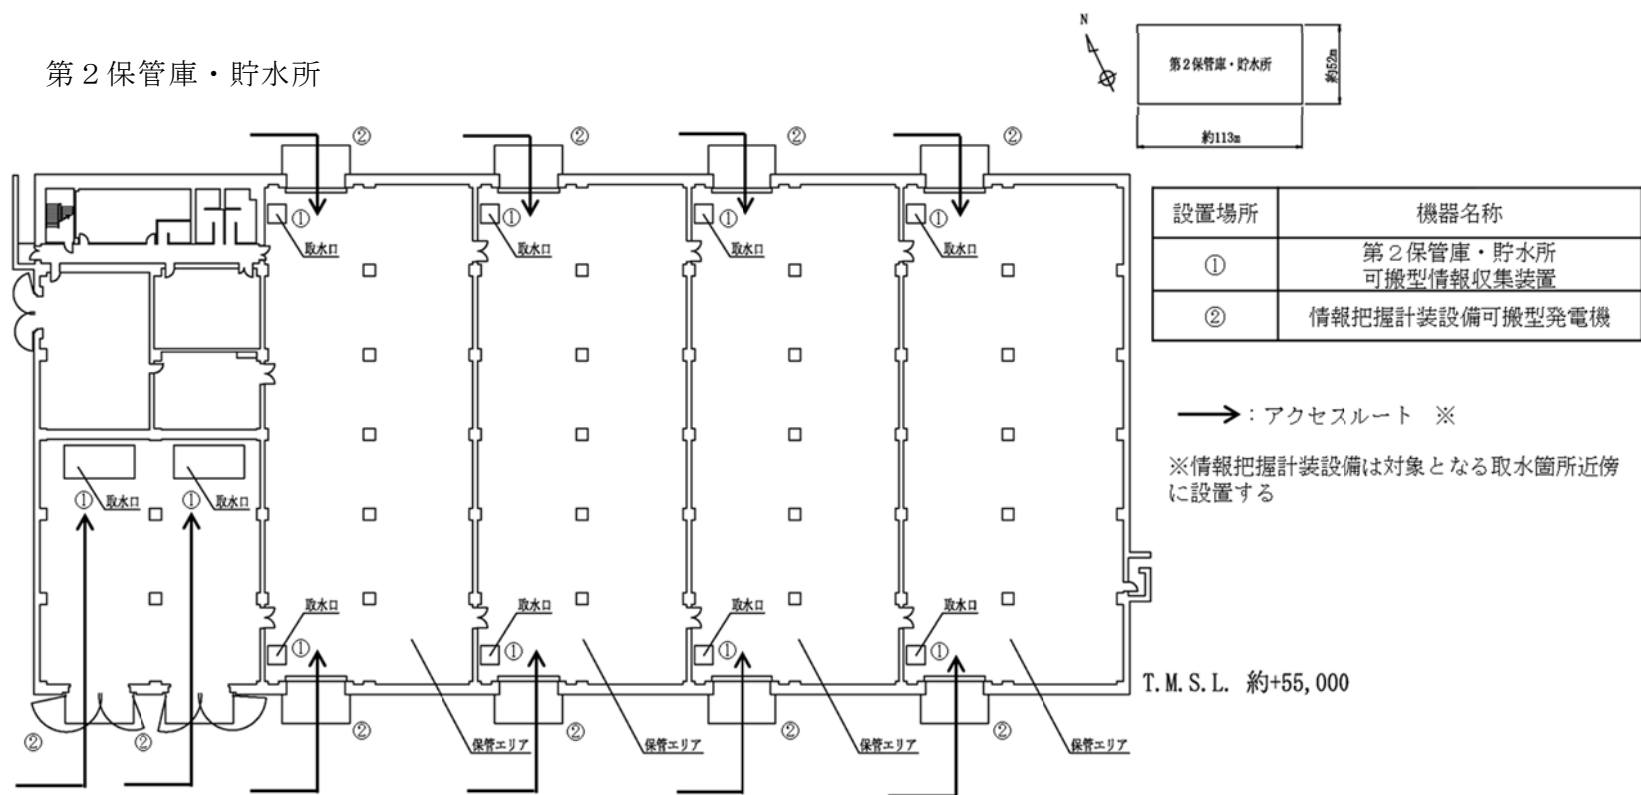 N
第２保管庫・貯水所
第２保管庫・貯水所
約52m
約113m
② ② ② ②
① ① ① ①
取水口 取水口 取水口 取水口
設置場所 機器名称
① 第２保管庫・貯水所
可搬型情報収集装置
② 情報把握計装設備可搬型発電機
：アクセスルート ※
※情報把握計装設備は対象となる取水箇所近傍
に設置する
① 取水口 ① 取水口
取水口 取水口 取水口 取水口
① ① ① ①
T.M.S.L. 約+55,000
② ② ② ② ② ②
保管エリア 保管エリア 保管エリア 保管エリア